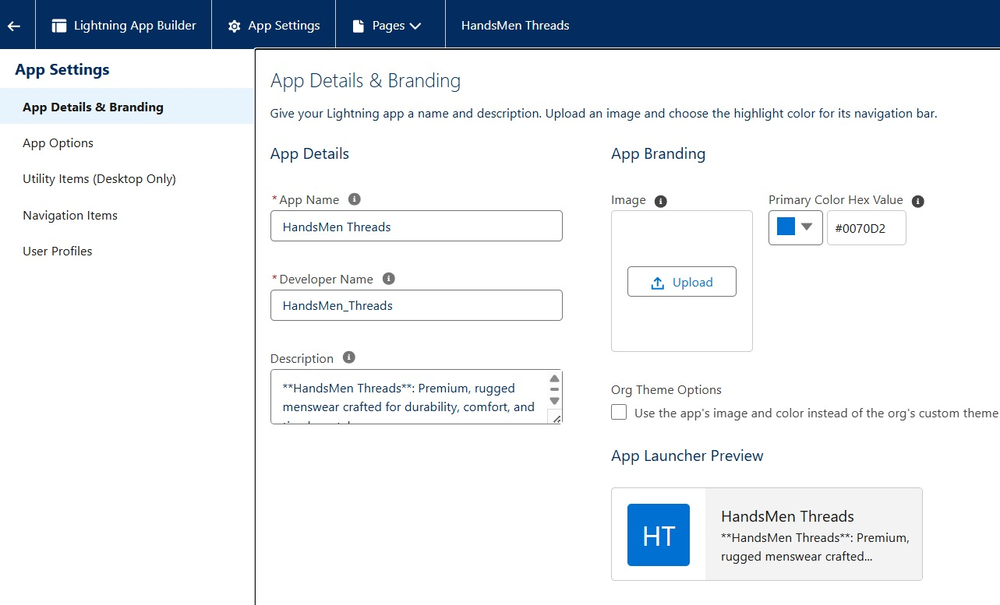 Lightning App Builder
App Settings
Pages
HandsMen Threads
App Settings
App Details & Branding
App Options
Utility Items (Desktop Only)
Navigation Items
User Profiles
App Details & Branding
Give your Lightning app a name and description. Upload an image and choose the highlight color for its navigation bar.
App Details
* App Name
HandsMen Threads
* Developer Name
HandsMen_Threads
Description
**HandsMen Threads**: Premium, rugged
menswear crafted for durability, comfort, and
App Branding
Image
Upload
Primary Color Hex Value
#0070D2
Org Theme Options
Use the app's image and color instead of the org's custom theme
App Launcher Preview
HT
HandsMen Threads
**HandsMen Threads**: Premium,
rugged menswear crafted...